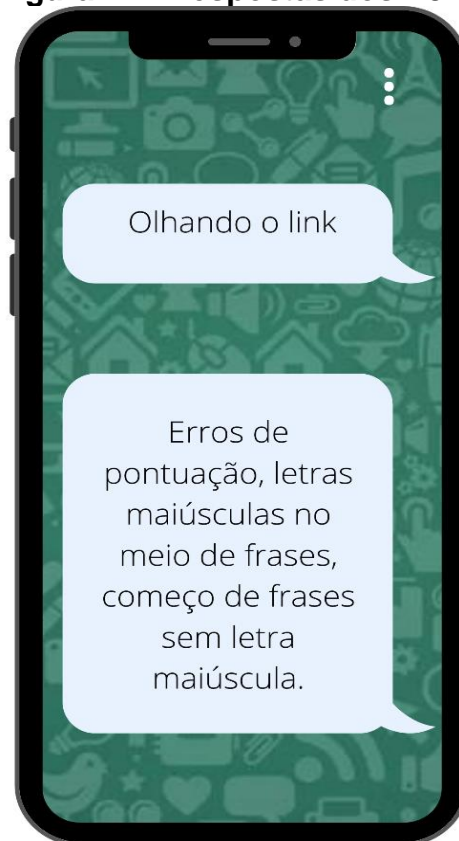 Olhando o link
Erros de
pontuação, letras
maiúsculas no
meio de frases,
começo de frases
sem letra
maiúscula.